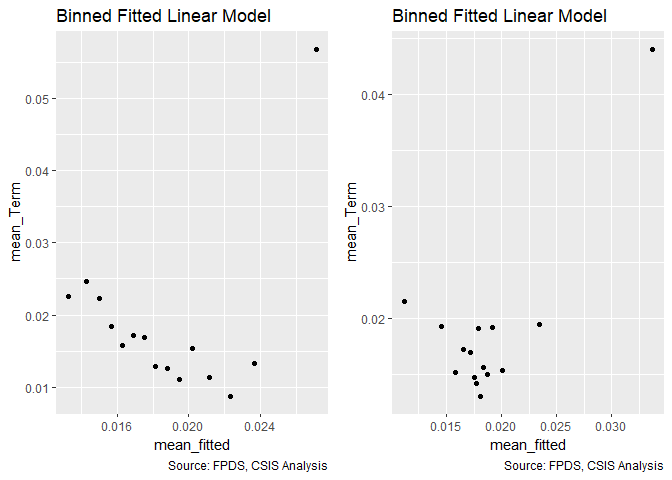 Binned Fitted Linear Model
mean_Term
0.05
0.04
0.03
0.02
0.01
0.016 0.020 0.024
mean_fitted
Source: FPDS, CSIS Analysis
Binned Fitted Linear Model
mean_Term
0.04
0.03
0.02
0.015 0.020 0.025 0.030
mean_fitted
Source: FPDS, CSIS Analysis